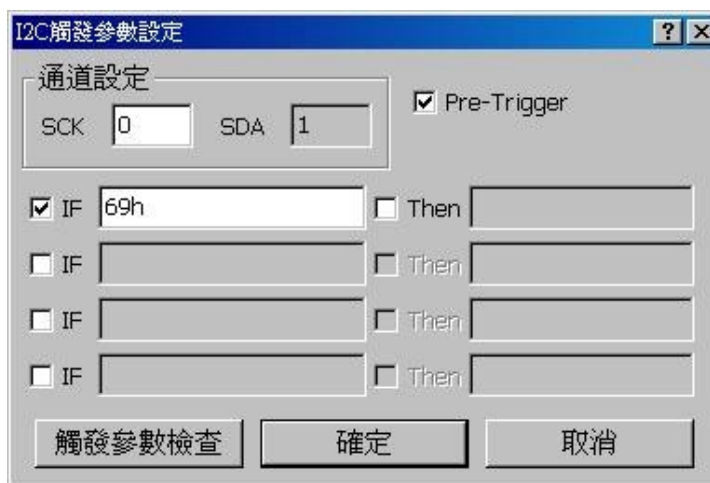 I2C觸發參數設定
通道設定
SCK 0 SDA 1
Pre-Trigger
IF 69h Then
IF Then
IF Then
IF Then
觸發參數檢查 確定 取消